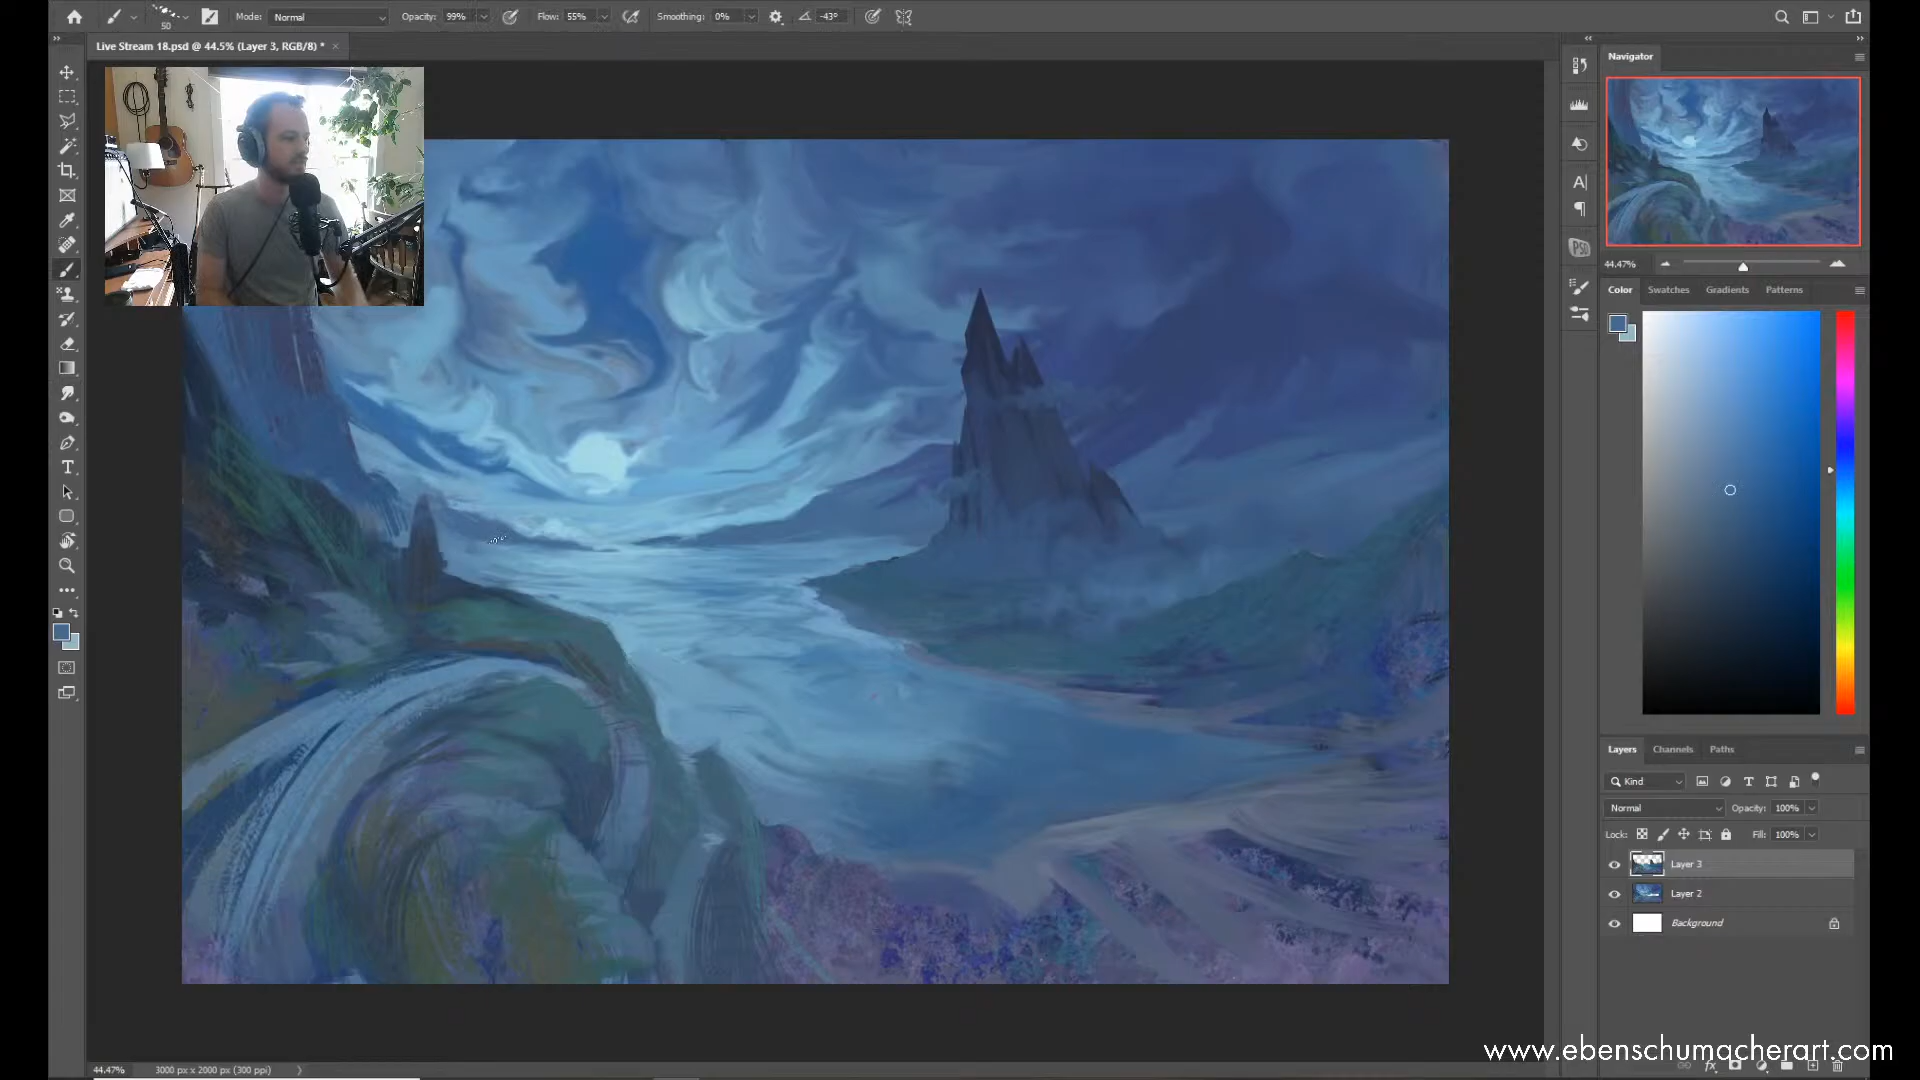 50
Mode: Normal
Opacity: 99%
Flow: 55%
Smoothing: 0%
-43°
Live Stream 18.psd @ 44.5% (Layer 3, RGB/8) *
Navigator
44.47%
Color Swatches Gradients Patterns
Layers Channels Paths
Kind
Normal
Opacity: 100%
Lock:
Fill: 100%
Layer 3
Layer 2
Background
www.ebenschumacherart.com
44.47%
3000 px x 2000 px (300 ppi)